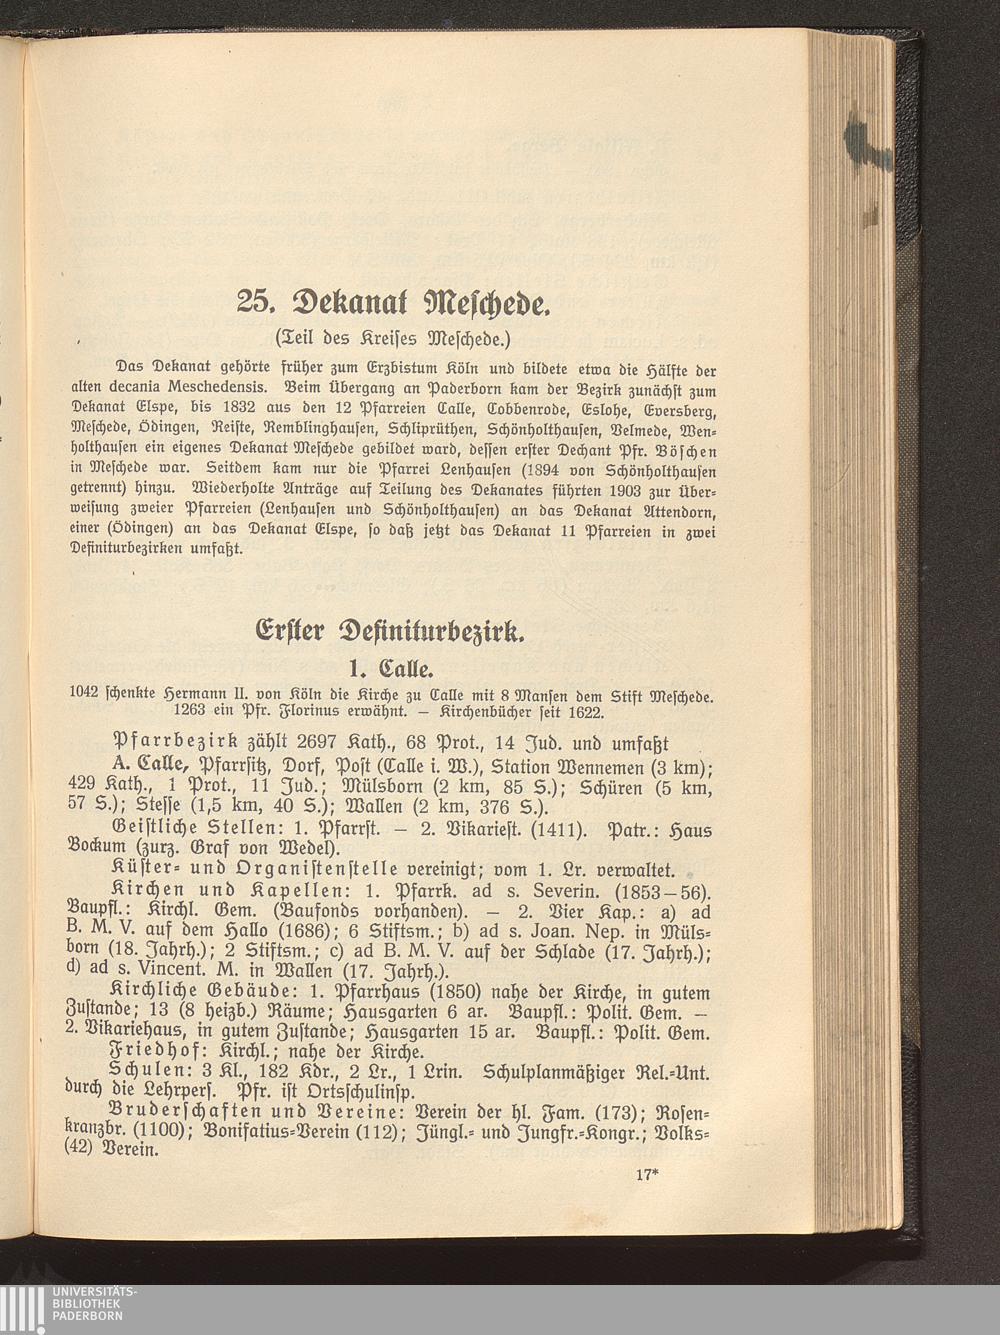 25. Dekanat Meschede.
(Teil des Kreises Meschede.)
Das Dekanat gehörte früher zum Erzbistum Köln und bildete etwa die Hälfte der
alten decania Meschedensis. Beim Übergang an Paderborn kam der Bezirk zunächst zum
Dekanat Elspe, bis 1832 aus den 12 Pfarreien Calle, Cobbenrode, Eslohe, Eversberg,
Meschede, Ödingen, Reiste, Remblinghausen, Schliprüthen, Schönholthausen, Velmede, Wen-
holthausen ein eigenes Dekanat Meschede gebildet ward, dessen erster Dechant Pfr. Böschen
in Meschede war. Seitdem kam nur die Pfarrei Lenhausen (1894 von Schönholthausen
getrennt) hinzu. Wiederholte Anträge auf Teilung des Dekanates führten 1903 zur Über-
weisung zweier Pfarreien (Lenhausen und Schönholthausen) an das Dekanat Attendorn,
einer (Ödingen) an das Dekanat Elspe, so daß jetzt das Dekanat 11 Pfarreien in zwei
Definiturbezirken umfaßt.
Erster Definiturbezirk.
1. Calle.
1042 schenkte Hermann II. von Köln die Kirche zu Calle mit 8 Mansen dem Stift Meschede.
1263 ein Pfr. Florinus erwähnt. — Kirchenbücher seit 1622.
Pfarrbezirk zählt 2697 Kath., 68 Prot., 14 Jud. und umfaßt
A. Calle, Pfarrsitz, Dorf, Post (Calle i. W.), Station Wennemen (3 km);
429 Kath., 1 Prot., 11 Jud.; Mülsborn (2 km, 85 S.); Schüren (5 km,
57 S.); Stesse (1,5 km, 40 S.); Wallen (2 km, 376 S.).
Geistliche Stellen: 1. Pfarrst. — 2. Vikariest. (1411). Patr.: Haus
Bockum (zurz. Graf von Wedel).
Küster- und Organistenstelle vereinigt; vom 1. Lr. verwaltet.
Kirchen und Kapellen: 1. Pfarrk. ad s. Severin. (1853—56).
Baupfl.: Kirchl. Gem. (Baufonds vorhanden). — 2. Vier Kap.: a) ad
B. M. V. auf dem Hallo (1686); 6 Stiftsm.; b) ad s. Joan. Nep. in Müls-
born (18. Jahrh.); 2 Stiftsm.; c) ad B. M. V. auf der Schlade (17. Jahrh.);
d) ad s. Vincent. M. in Wallen (17. Jahrh.).
Kirchliche Gebäude: 1. Pfarrhaus (1850) nahe der Kirche, in gutem
Zustande; 13 (8 heizb.) Räume; Hausgarten 6 ar. Baupfl.: Polit. Gem. —
2. Vikariehaus, in gutem Zustande; Hausgarten 15 ar. Baupfl.: Polit. Gem.
Friedhof: Kirchl.; nahe der Kirche.
Schulen: 3 Kl., 182 Kdr., 2 Lr., 1 Lrin. Schulplanmäßiger Rel.-Unt.
durch die Lehrpers. Pfr. ist Ortsschulinsp.
Bruderschaften und Vereine: Verein der hl. Fam. (173); Rosen-
kranzbr. (1100); Bonifatius-Verein (112); Jüngl.- und Jungfr.-Kongr.; Volks-
(42) Verein.
17*
UNIVERSITÄTS-
BIBLIOTHEK
PADERBORN